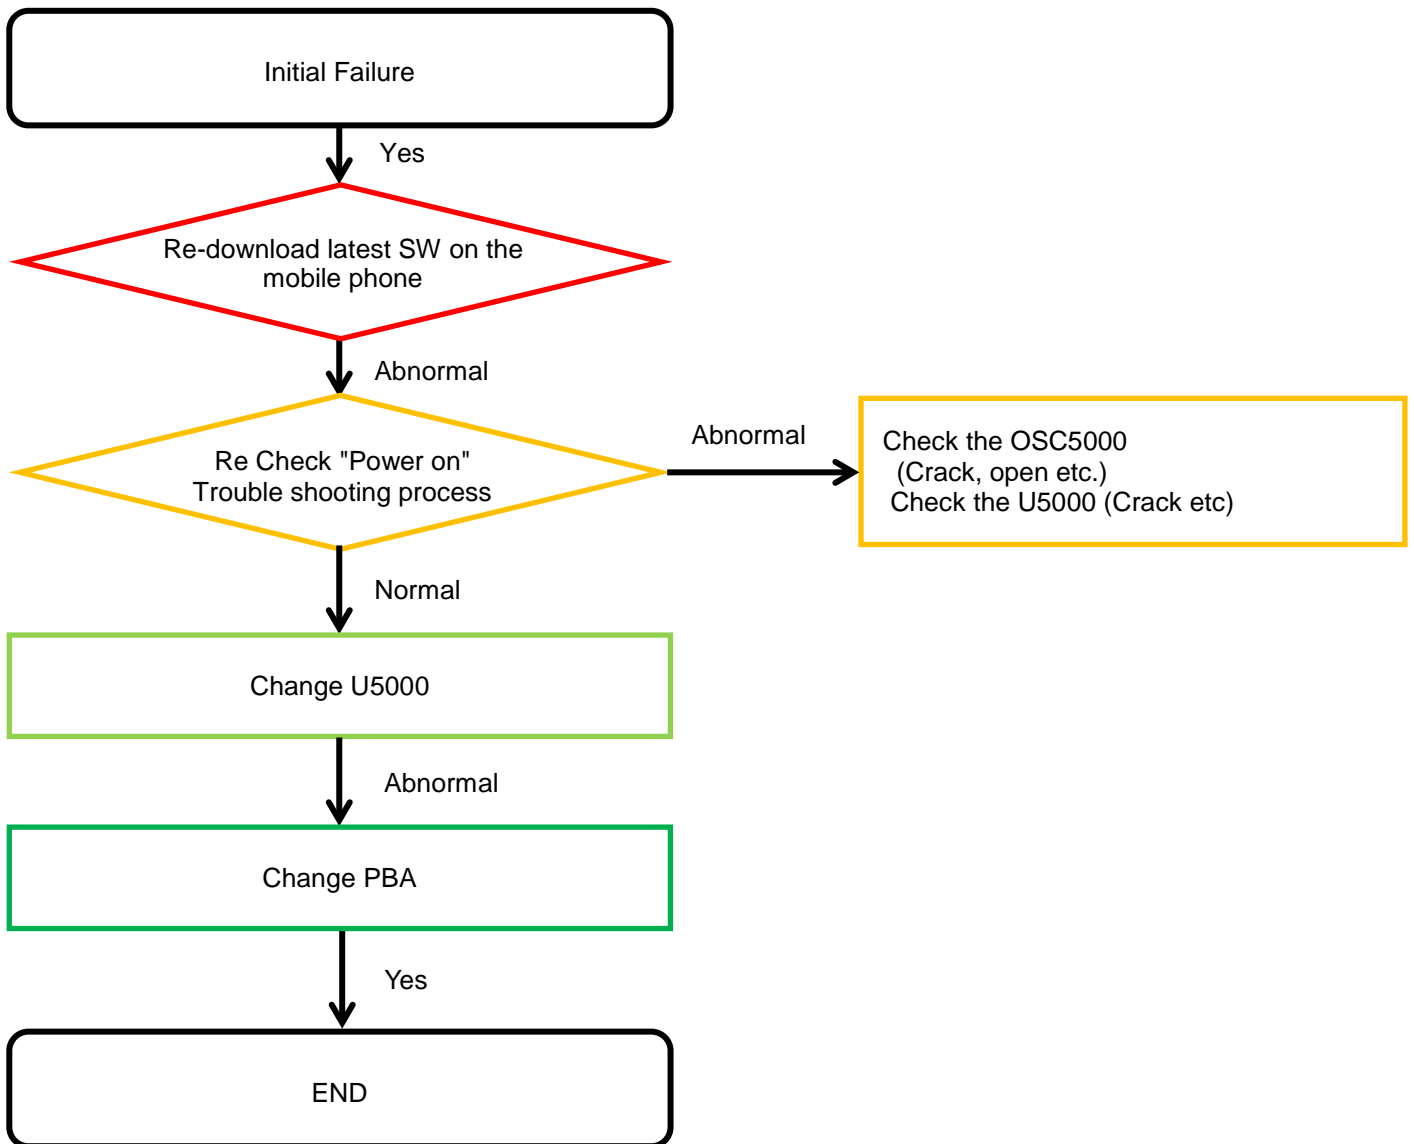 Initial Failure
Yes
Re-download latest SW on the
mobile phone
Abnormal
Re Check "Power on"
Trouble shooting process
Abnormal
Check the OSC5000
(Crack, open etc.)
Check the U5000 (Crack etc)
Normal
Change U5000
Abnormal
Change PBA
Yes
END